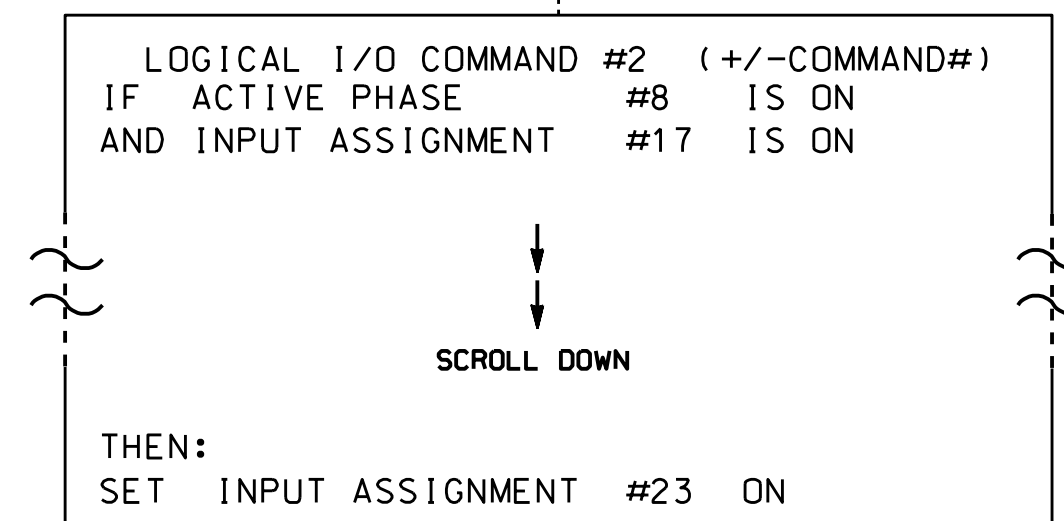 LOGICAL I/O COMMAND #2 (+/-COMMAND#)
IF ACTIVE PHASE #8 IS ON
AND INPUT ASSIGNMENT #17 IS ON
SCROLL DOWN
THEN:
SET INPUT ASSIGNMENT #23 ON